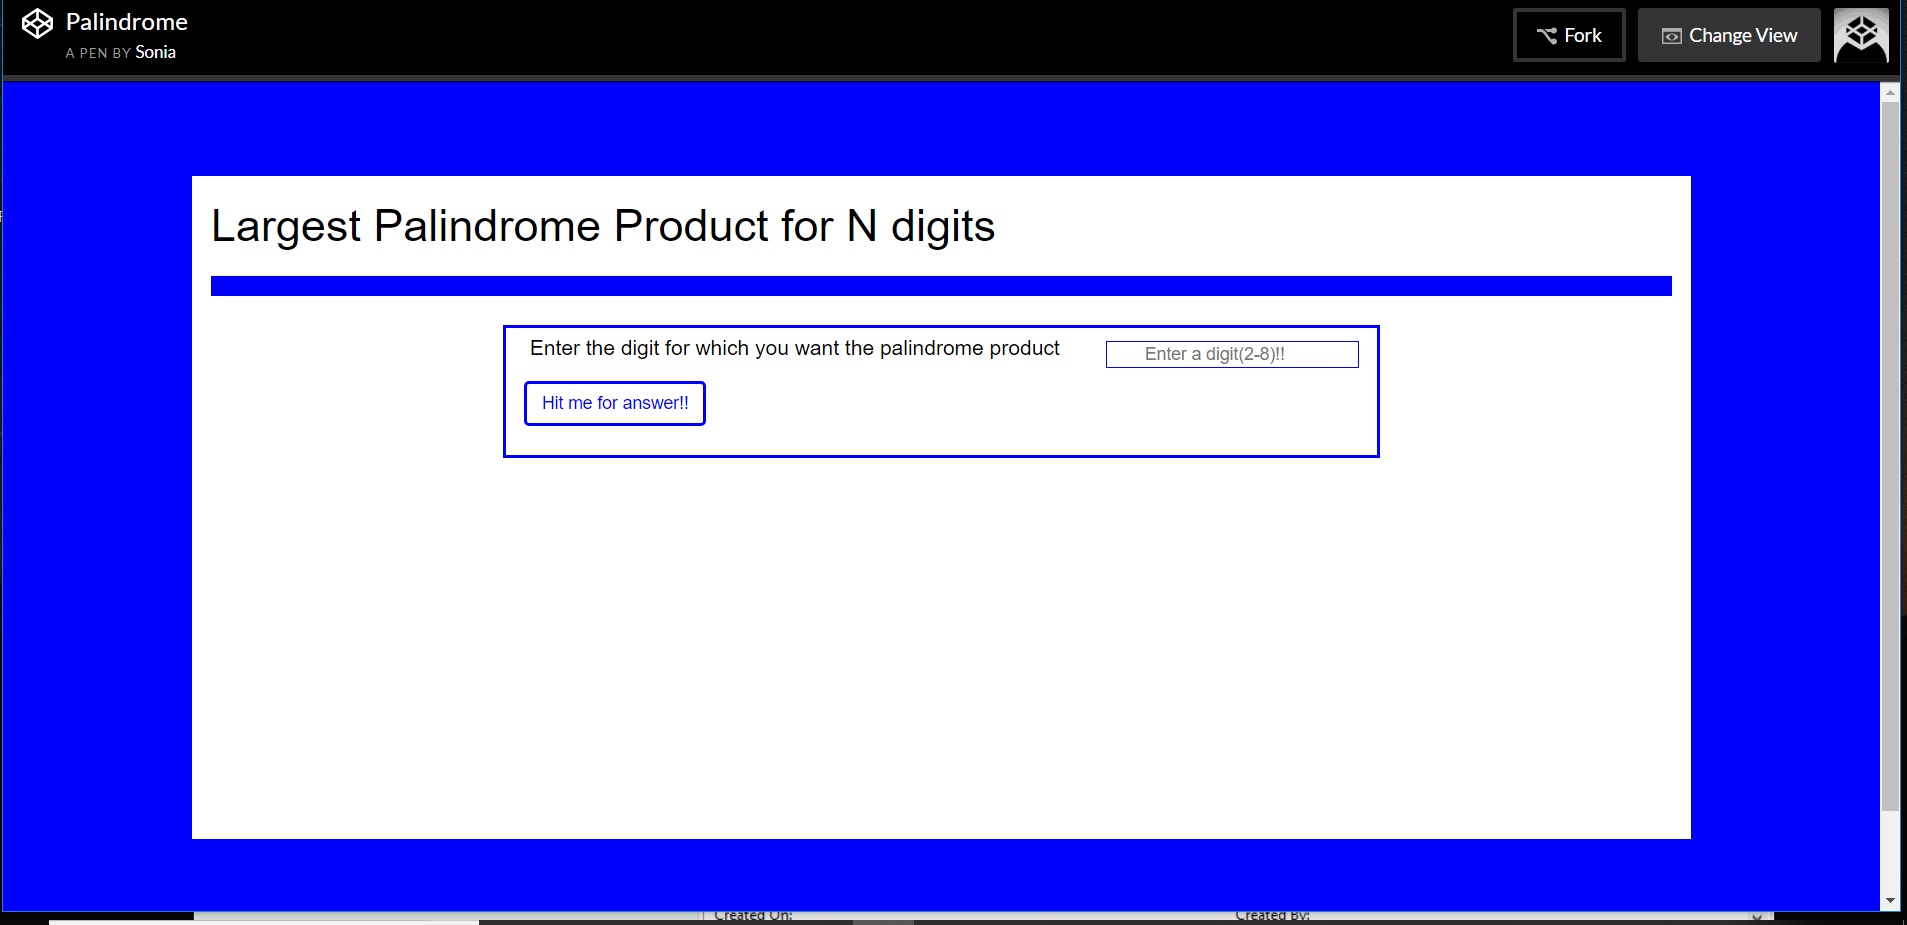 Palindrome
A PEN BY Sonia
Fork
Change View
Largest Palindrome Product for N digits
Enter the digit for which you want the palindrome product
Enter a digit(2-8)!!
Hit me for answer!!
Created On:
Created By: